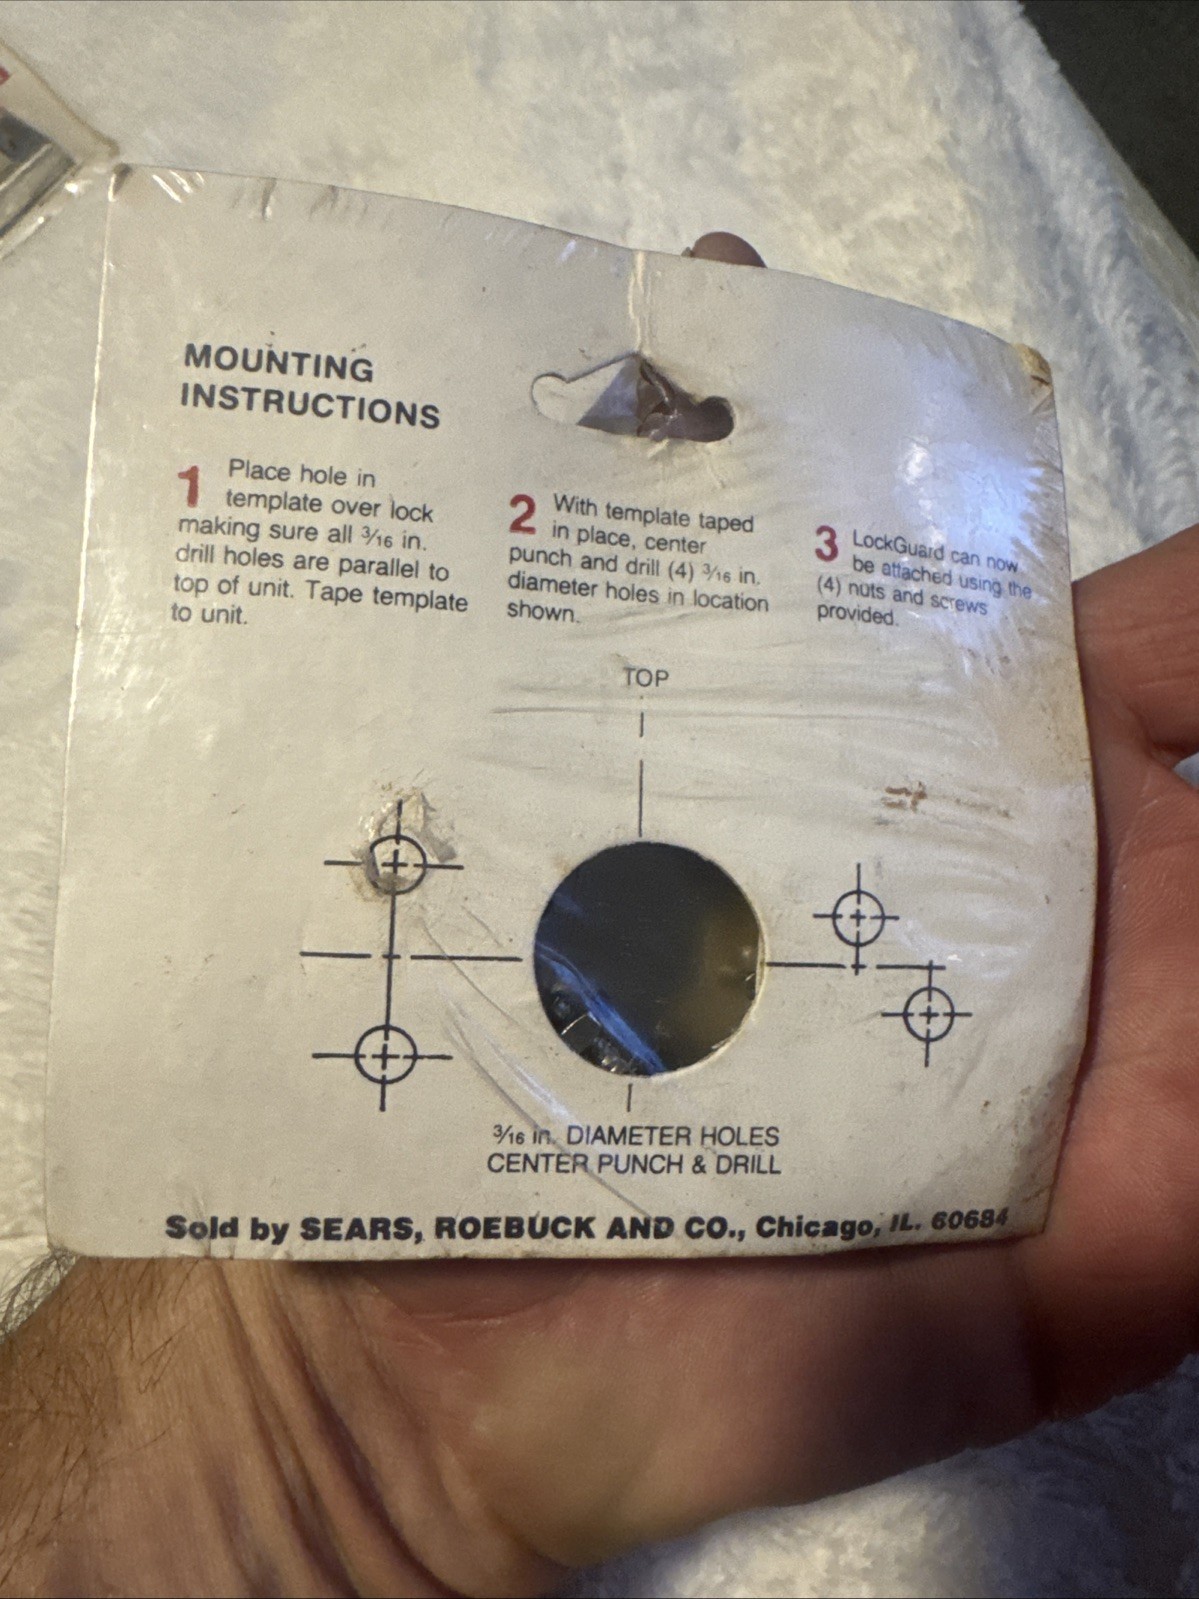 MOUNTING
INSTRUCTIONS
1 Place hole in
template over lock
making sure all 3/16 in.
drill holes are parallel to
top of unit. Tape template
to unit.
2 With template taped
in place, center
punch and drill (4) 3/16 in.
diameter holes in location
shown.
3 LockGuard can now
be attached using the
(4) nuts and screws
provided.
TOP
3/16 in. DIAMETER HOLES
CENTER PUNCH & DRILL
Sold by SEARS, ROEBUCK AND CO., Chicago, IL. 60684